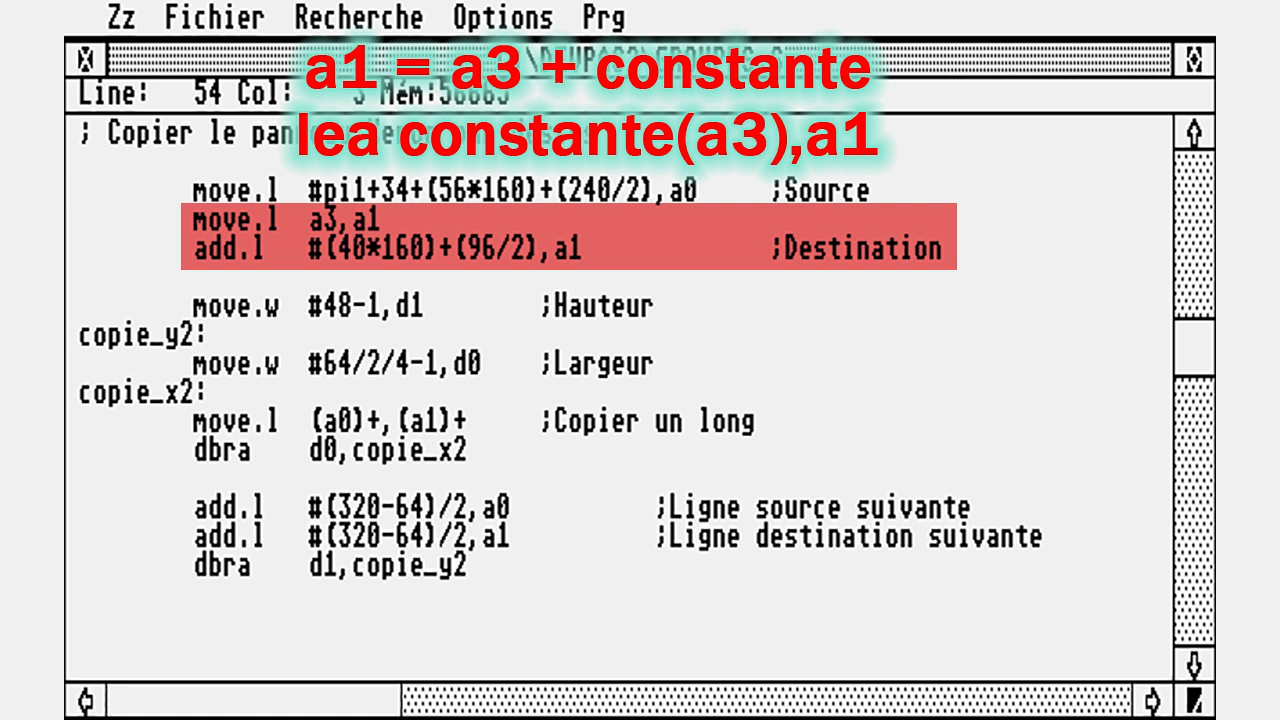 Zz Fichier Recherche Options Prg
a1 = a3 + constante
Line: 54 Col: 3 Mém:
lea constante(a3),a1
; Copier le
move.l #pi1+34+(56*160)+(240/2),a0 ;Source
move.l a3,a1
add.l #(40*160)+(96/2),a1 ;Destination
move.w #48-1,d1 ;Hauteur
copie_y2:
move.w #64/2/4-1,d0 ;Largeur
copie_x2:
move.l (a0)+,(a1)+ ;Copier un long
dbra d0,copie_x2
add.l #(320-64)/2,a0 ;Ligne source suivante
add.l #(320-64)/2,a1 ;Ligne destination suivante
dbra d1,copie_y2